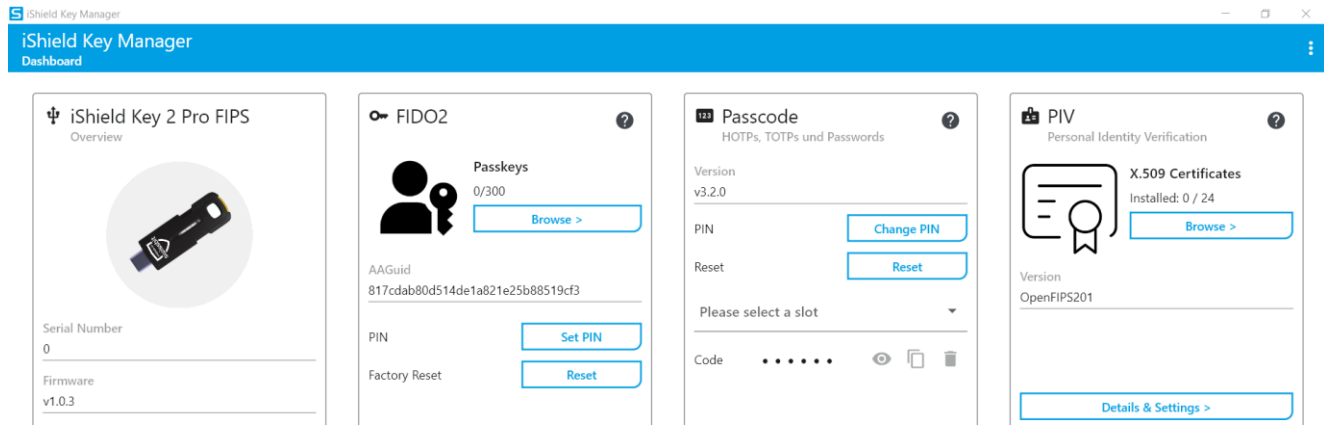 iShield Key Manager
iShield Key Manager
Dashboard
iShield Key 2 Pro FIPS
Overview
Serial Number
0
Firmware
v1.0.3
FIDO2
Passkeys
0/300
Browse >
AAGuid
817cdab80d514de1a821e25b88519cf3
PIN
Set PIN
Factory Reset
Reset
123
Passcode
HOTPs, TOTPs und Passwords
Version
v3.2.0
PIN
Change PIN
Reset
Reset
Please select a slot
Code
PIV
Personal Identity Verification
X.509 Certificates
Installed: 0 / 24
Browse >
Version
OpenFIPS201
Details & Settings >